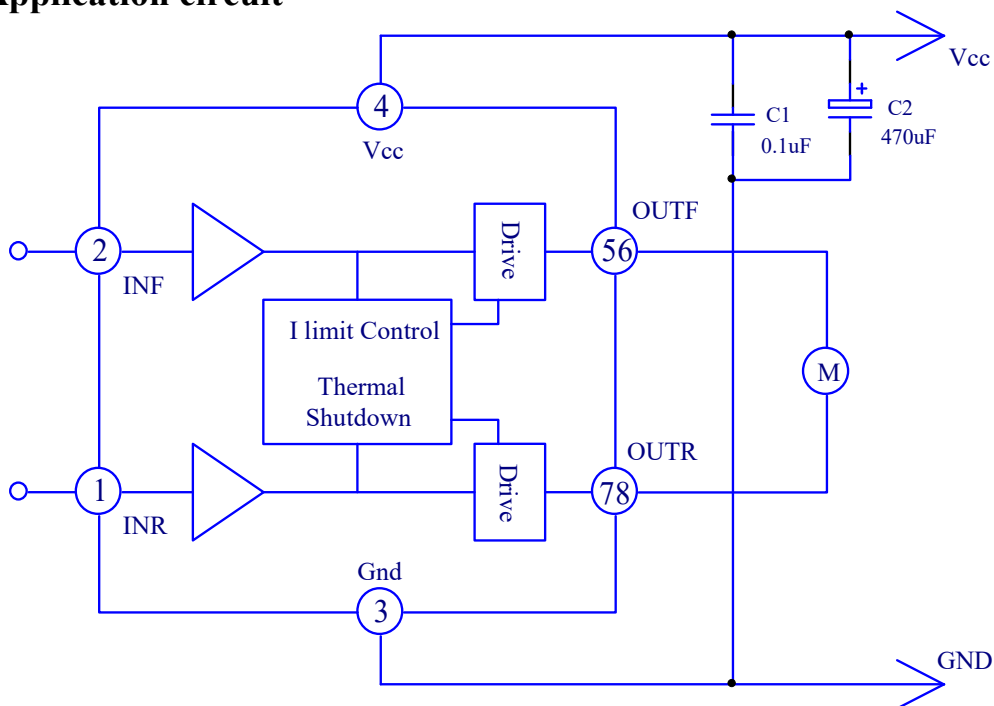 Application circuit
Vcc
4
Vcc
C1
0.1uF
+
C2
470uF
OUTF
2
INF
Drive
56
I limit Control
Thermal
Shutdown
M
OUTR
1
INR
Drive
78
Gnd
3
GND